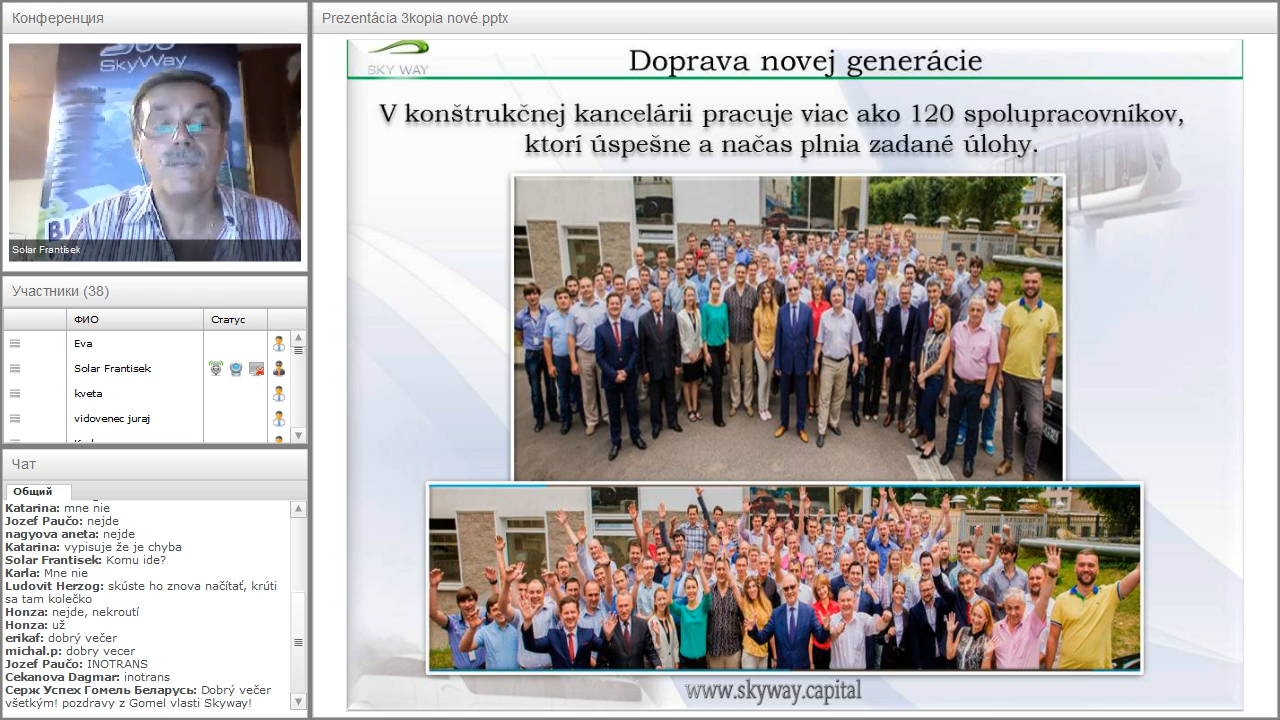 Конференция
SkyWay
Solar Frantisek
Участники (38)
ФИО
Статус
Eva
Solar Frantisek
kveta
vidovenec juraj
Чат
Общий
Katarina: mne nie
Jozef Paučo: nejde
nagyova aneta: nejde
Katarina: vypisuje že je chyba
Solar Frantisek: Komu ide?
Karla: Mne nie
Ludovit Herzog: skúste ho znova načítať, krúti
sa tam kolečko
Honza: nejde, nekroutí
Honza: už
erikaf: dobrý večer
michal.p: dobry vecer
Jozef Paučo: INOTRANS
Cekanova Dagmar: inotrans
Серж Успех Гомель Беларусь: Dobrý večer
všetkým! pozdravy z Gomel vlasti Skyway!
Prezentácia 3kopia nové.pptx
SKY WAY
Doprava novej generácie
V konštrukčnej kancelárii pracuje viac ako 120 spolupracovníkov,
ktorí úspešne a načas plnia zadané úlohy.
www.skyway.capital